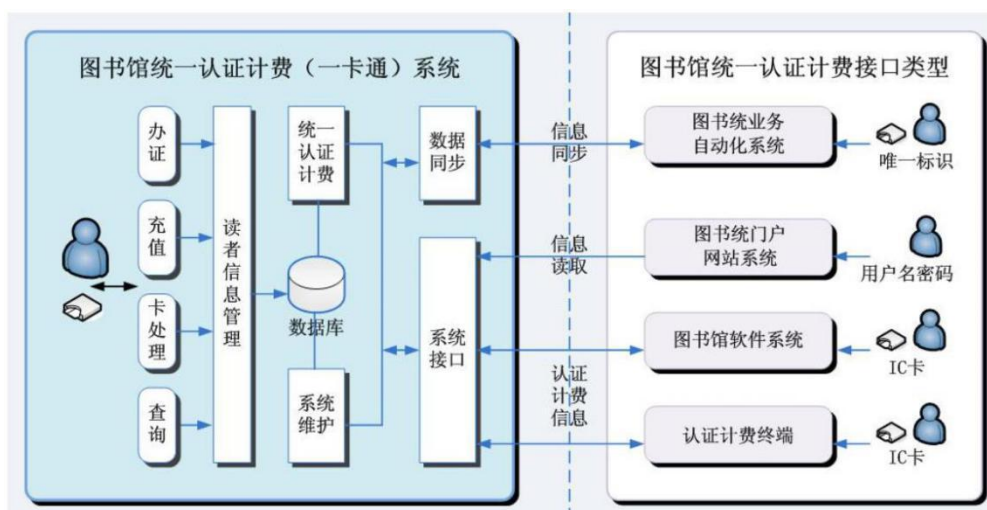 图书馆统一认证计费（一卡通）系统
办证
充值
卡处理
查询
读者信息管理
统一
认证
计费
数据库
系统
维护
数据
同步
系统
接口
信息
同步
信息
读取
认证
计费
信息
图书馆统一认证计费接口类型
图书统业务
自动化系统
唯一标识
图书统门户
网站系统
用户名密码
图书馆软件系统
IC卡
认证计费终端
IC卡